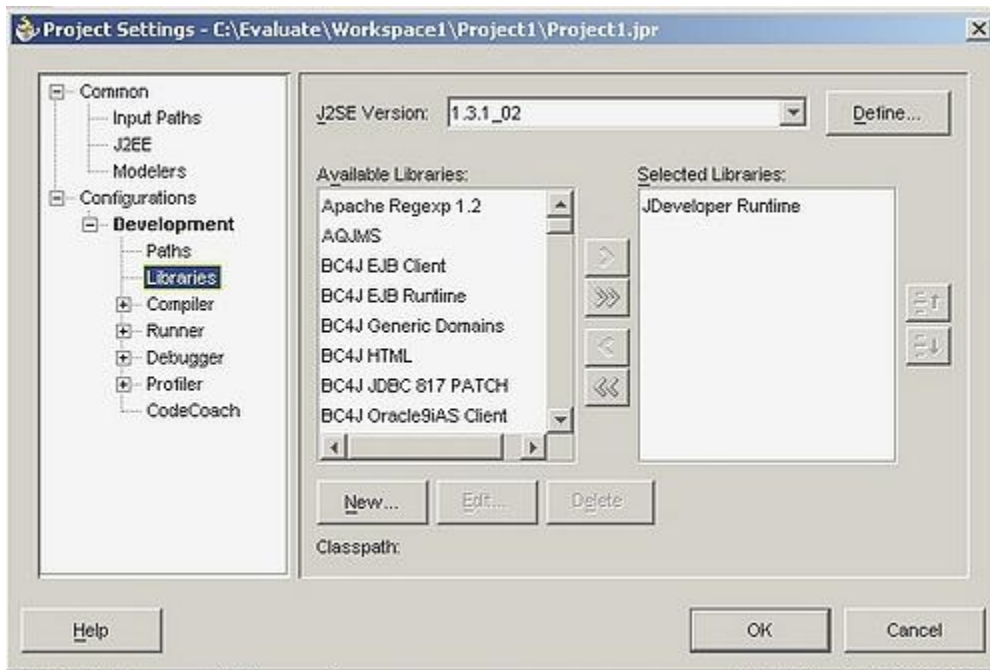 Project Settings - C:\Evaluate\Workspace1\Project1\Project1.jpr
Common
Input Paths
J2EE
Modelers
Configurations
Development
Paths
Libraries
Compiler
Runner
Debugger
Profiler
CodeCoach
J2SE Version: 1.3.1_02 Define...
Available Libraries:
Apache Regexp 1.2
AQJMS
BC4J EJB Client
BC4J EJB Runtime
BC4J Generic Domains
BC4J HTML
BC4J JDBC 817 PATCH
BC4J Oracle9iAS Client
Selected Libraries:
JDeveloper Runtime
New... Edit... Delete
Classpath:
Help OK Cancel